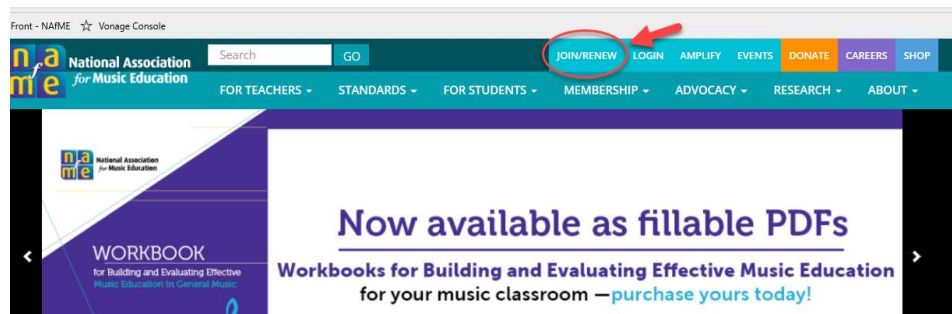 Front - NAfME ☆ Vonage Console
n a f m e National Association
for Music Education
Search GO JOIN/RENEW LOGIN AMPLIFY EVENTS DONATE CAREERS SHOP
FOR TEACHERS STANDARDS FOR STUDENTS MEMBERSHIP ADVOCACY RESEARCH ABOUT
n a f m e National Association
for Music Education
WORKBOOK
for Building and Evaluating Effective
Music Education in General Music
Now available as fillable PDFs
Workbooks for Building and Evaluating Effective Music Education
for your music classroom —purchase yours today!